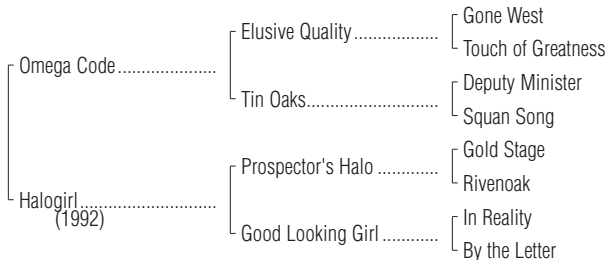 Gone West
Elusive Quality..................
Touch of Greatness
Omega Code.....................
Deputy Minister
Tin Oaks............................
Squan Song
Gold Stage
Prospector's Halo .............
Rivenoak
Halogirl.............................
(1992)
In Reality
Good Looking Girl ............
By the Letter